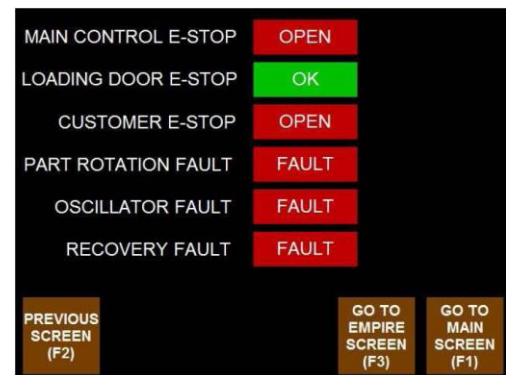 MAIN CONTROL E-STOP OPEN
LOADING DOOR E-STOP OK
CUSTOMER E-STOP OPEN
PART ROTATION FAULT FAULT
OSCILLATOR FAULT FAULT
RECOVERY FAULT FAULT
PREVIOUS
SCREEN
(F2)
GO TO
EMPIRE
SCREEN
(F3)
GO TO
MAIN
SCREEN
(F1)